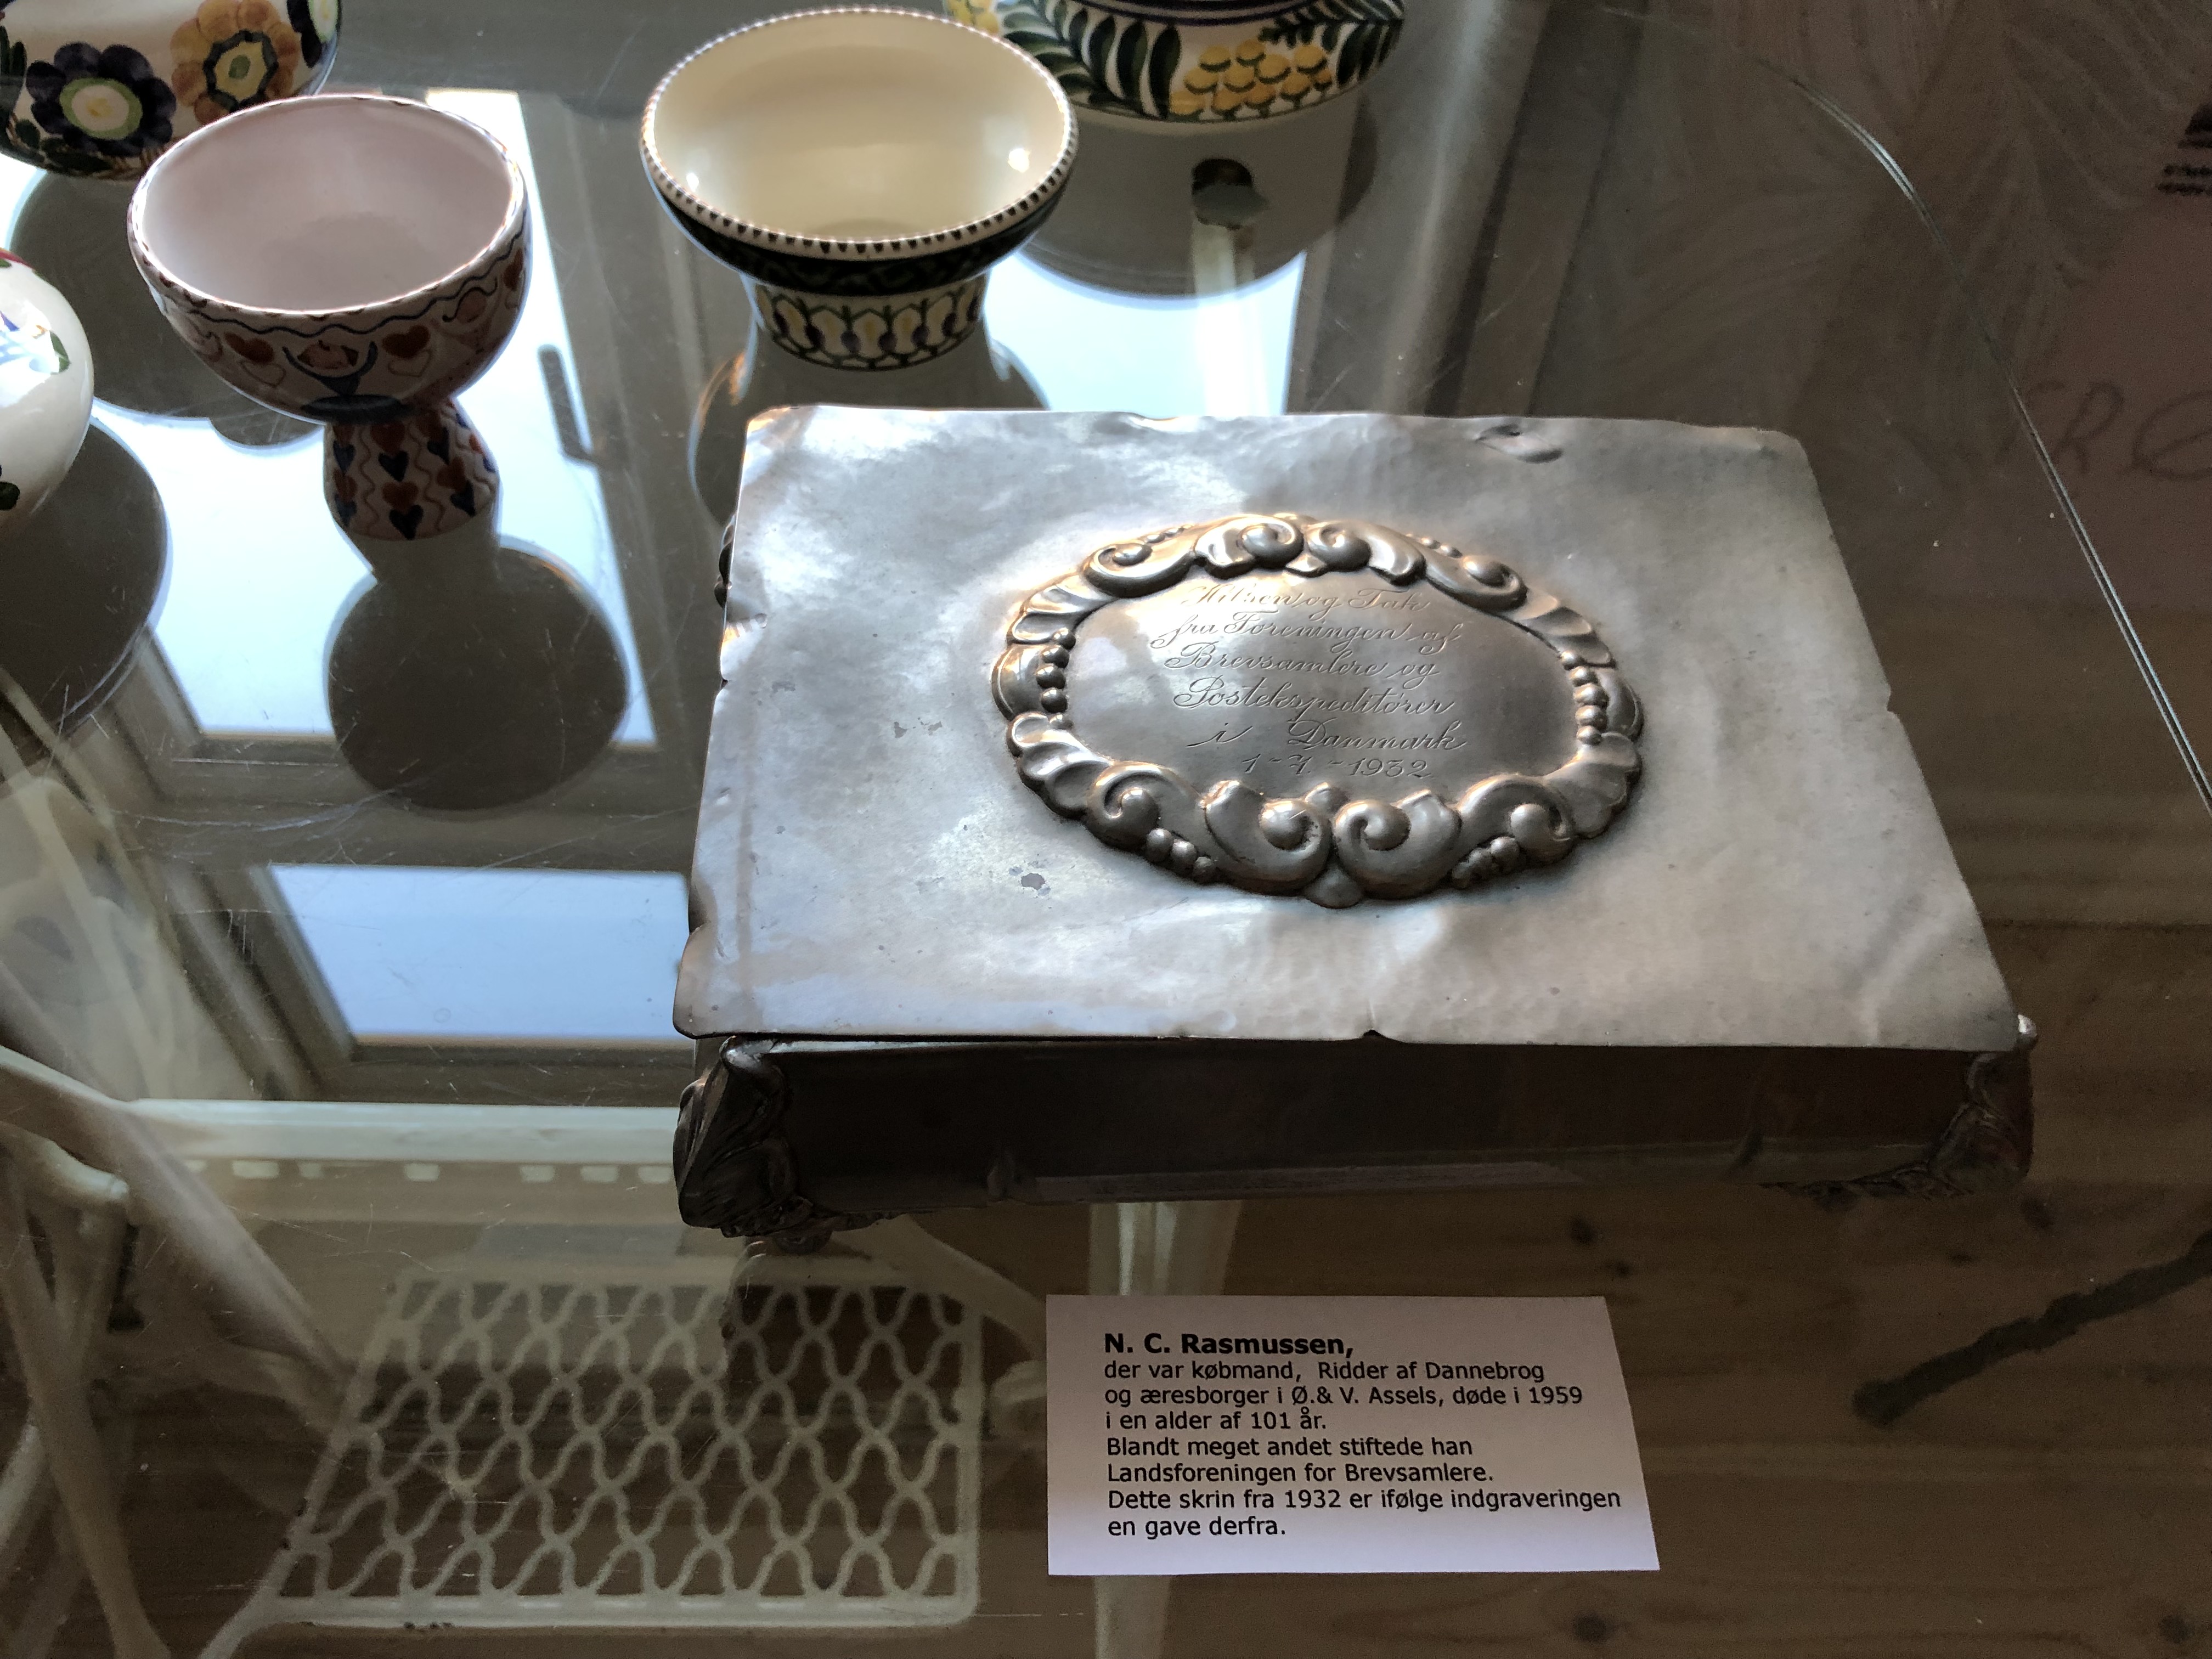 Hilsen og Tak
fra Foreningen af
Brevsamlere og
Postekspeditører
i Danmark
1-7-1932
N. C. Rasmussen,
der var købmand, Ridder af Dannebrog
og æresborger i Ø.& V. Assels, døde i 1959
i en alder af 101 år.
Blandt meget andet stiftede han
Landsforeningen for Brevsamlere.
Dette skrin fra 1932 er ifølge indgraveringen
en gave derfra.